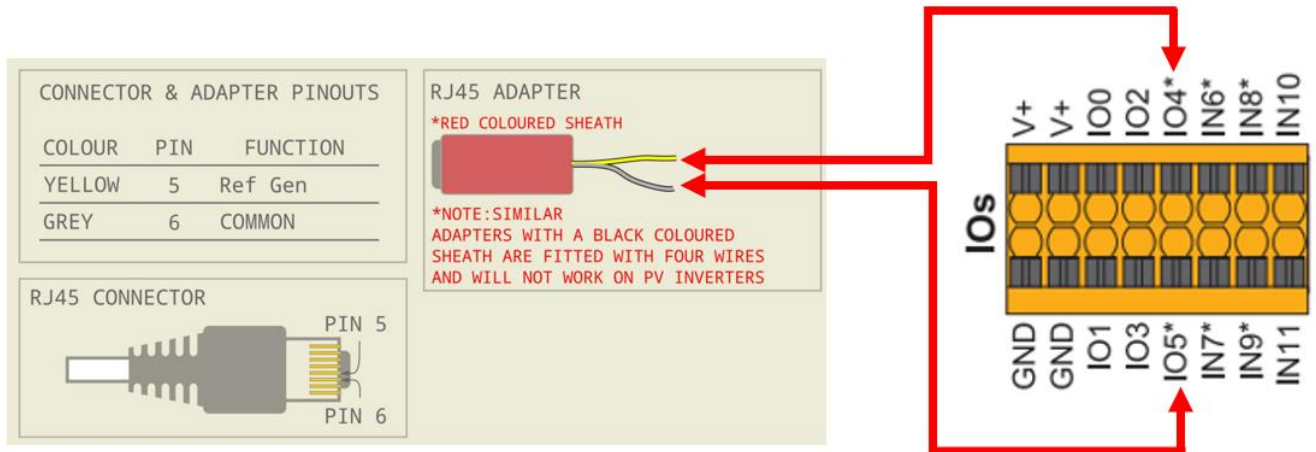 CONNECTOR & ADAPTER PINOUTS
COLOUR PIN FUNCTION
YELLOW 5 Ref Gen
GREY 6 COMMON
RJ45 CONNECTOR
PIN 5
PIN 6
RJ45 ADAPTER
*RED COLOURED SHEATH
*NOTE:SIMILAR
ADAPTERS WITH A BLACK COLOURED
SHEATH ARE FITTED WITH FOUR WIRES
AND WILL NOT WORK ON PV INVERTERS
IOs
V+ V+ IO0 IO2 IO4* IN6* IN8* IN10
GND GND IO1 IO3 IO5* IN7* IN9* IN11